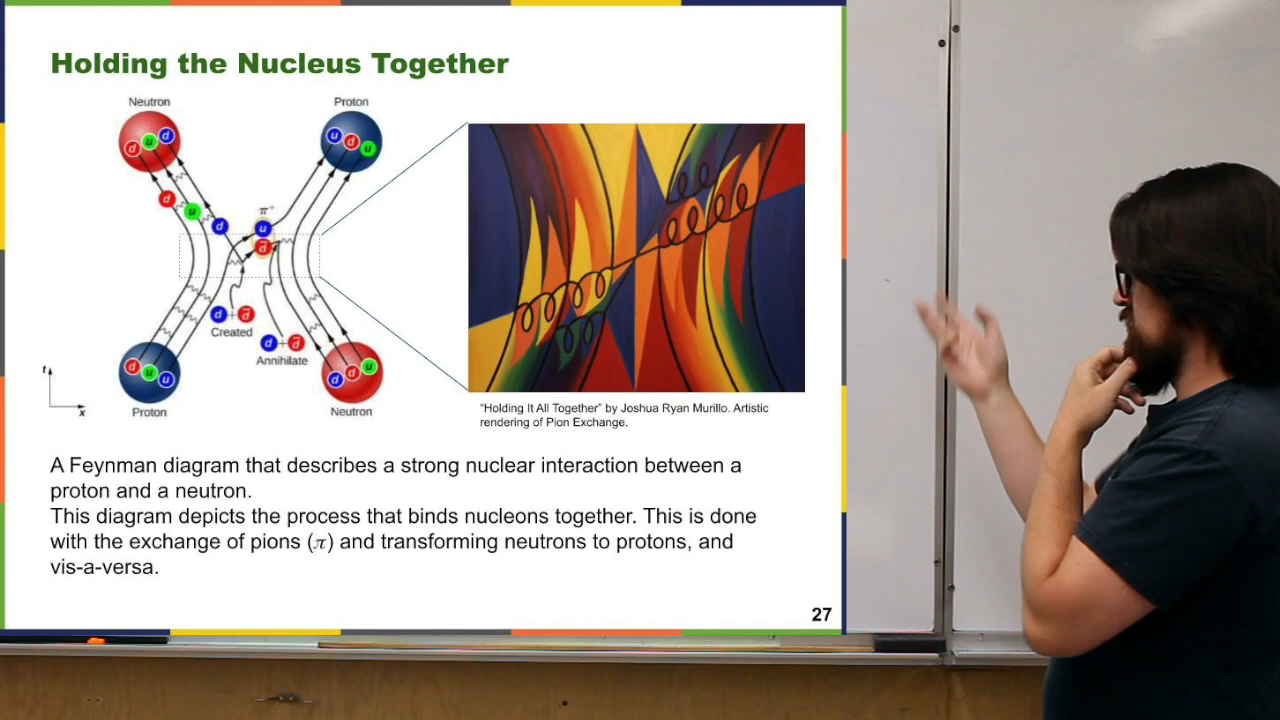 Holding the Nucleus Together
Neutron
Proton
d u d
u d u
d
u
d
π⁺
u
d̅
d + d̅
Created
d + d̅
Annihilate
t
x
d u u
d d u
Proton
Neutron
“Holding It All Together” by Joshua Ryan Murillo. Artistic
rendering of Pion Exchange.
A Feynman diagram that describes a strong nuclear interaction between a
proton and a neutron.
This diagram depicts the process that binds nucleons together. This is done
with the exchange of pions (π) and transforming neutrons to protons, and
vis-a-versa.
27